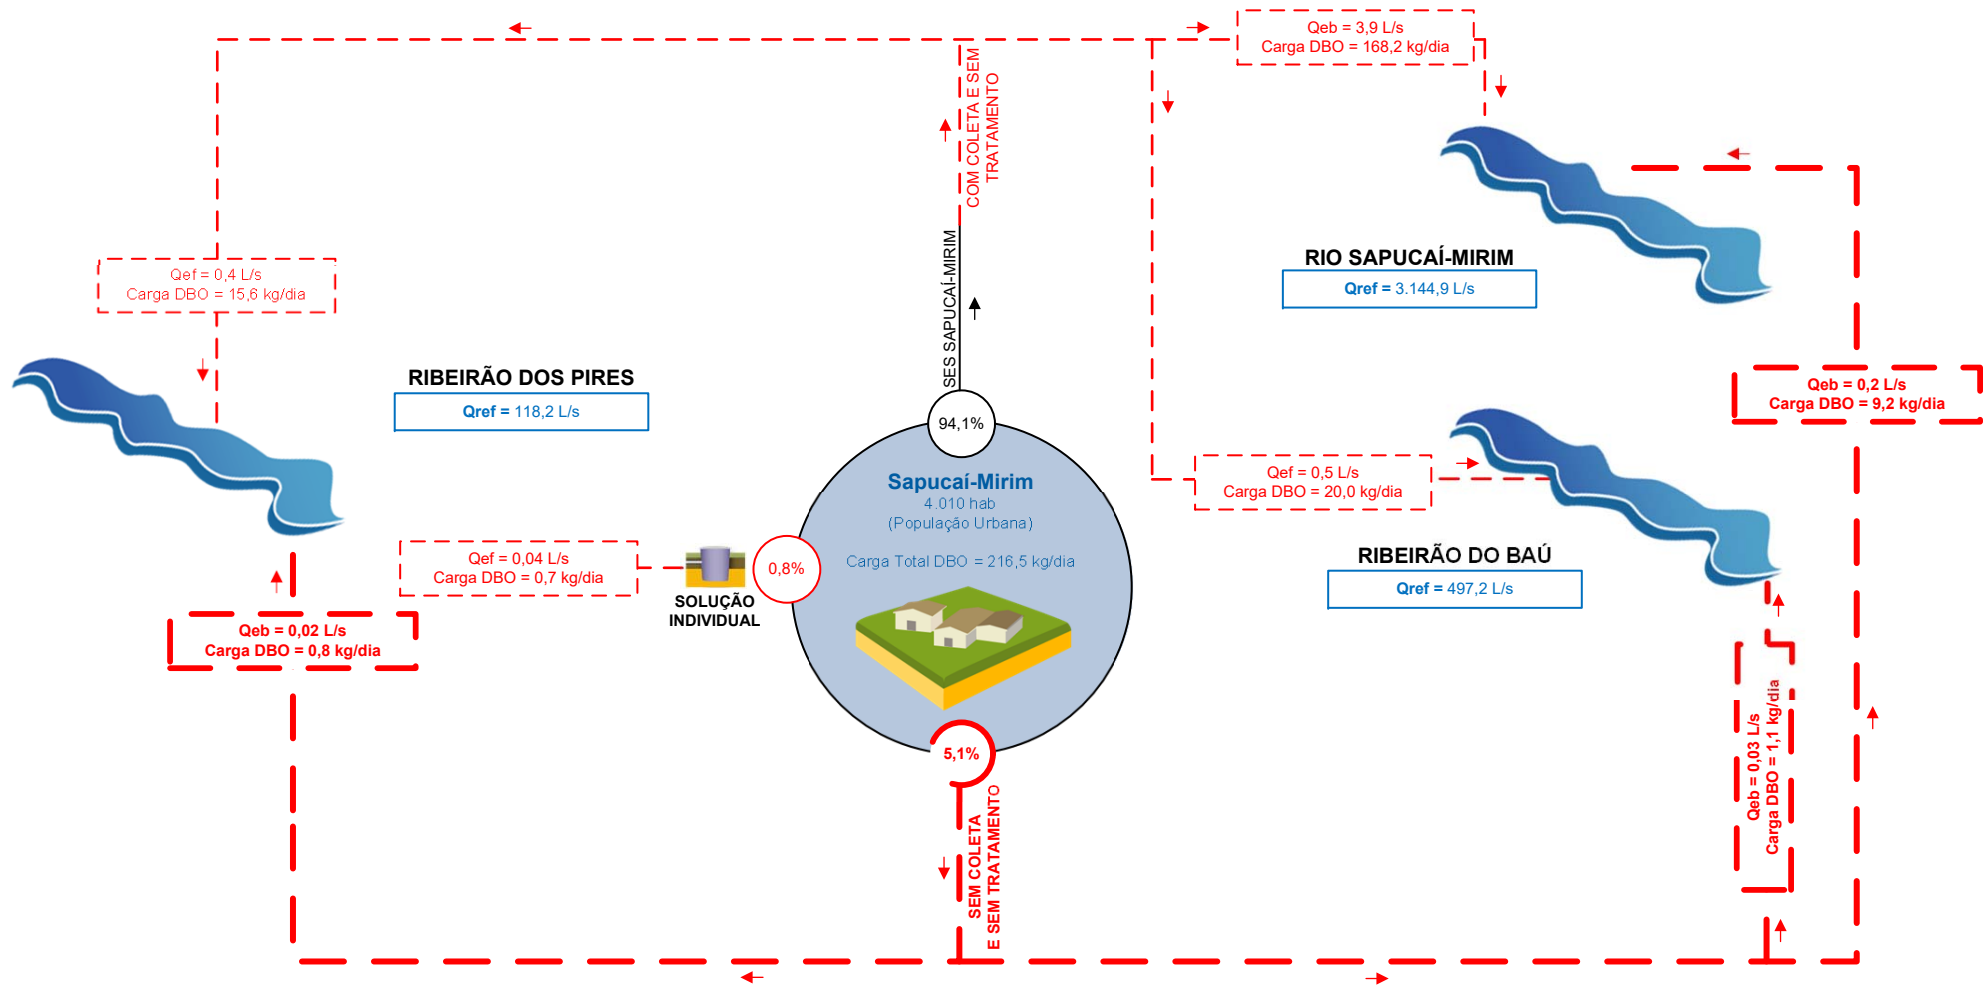 Qeb = 3,9 L/s
Carga DBO = 168,2 kg/dia
COM COLETA E SEM
TRATAMENTO
SES SAPUCAÍ-MIRIM
Qef = 0,4 L/s
Carga DBO = 15,6 kg/dia
RIO SAPUCAÍ-MIRIM
Qref = 3.144,9 L/s
RIBEIRÃO DOS PIRES
Qref = 118,2 L/s
Qeb = 0,2 L/s
Carga DBO = 9,2 kg/dia
94,1%
Sapucaí-Mirim
4.010 hab
(População Urbana)
Carga Total DBO = 216,5 kg/dia
Qef = 0,5 L/s
Carga DBO = 20,0 kg/dia
Qef = 0,04 L/s
Carga DBO = 0,7 kg/dia
0,8%
SOLUÇÃO
INDIVIDUAL
RIBEIRÃO DO BAÚ
Qref = 497,2 L/s
Qeb = 0,02 L/s
Carga DBO = 0,8 kg/dia
5,1%
SEM COLETA
E SEM TRATAMENTO
Qeb = 0,03 L/s
Carga DBO = 1,1 kg/dia